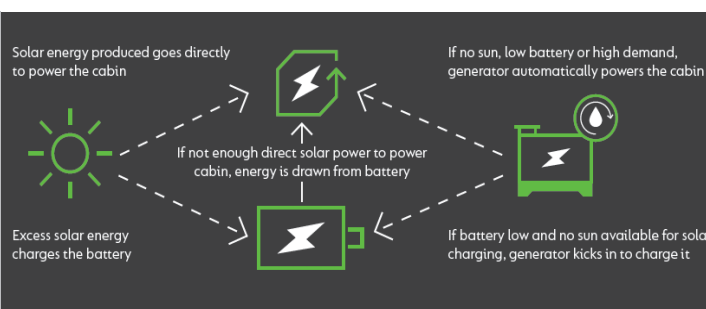 Solar energy produced goes directly
to power the cabin
If no sun, low battery or high demand,
generator automatically powers the cabin
If not enough direct solar power to power
cabin, energy is drawn from battery
Excess solar energy
charges the battery
If battery low and no sun available for
charging, generator kicks in to charge it